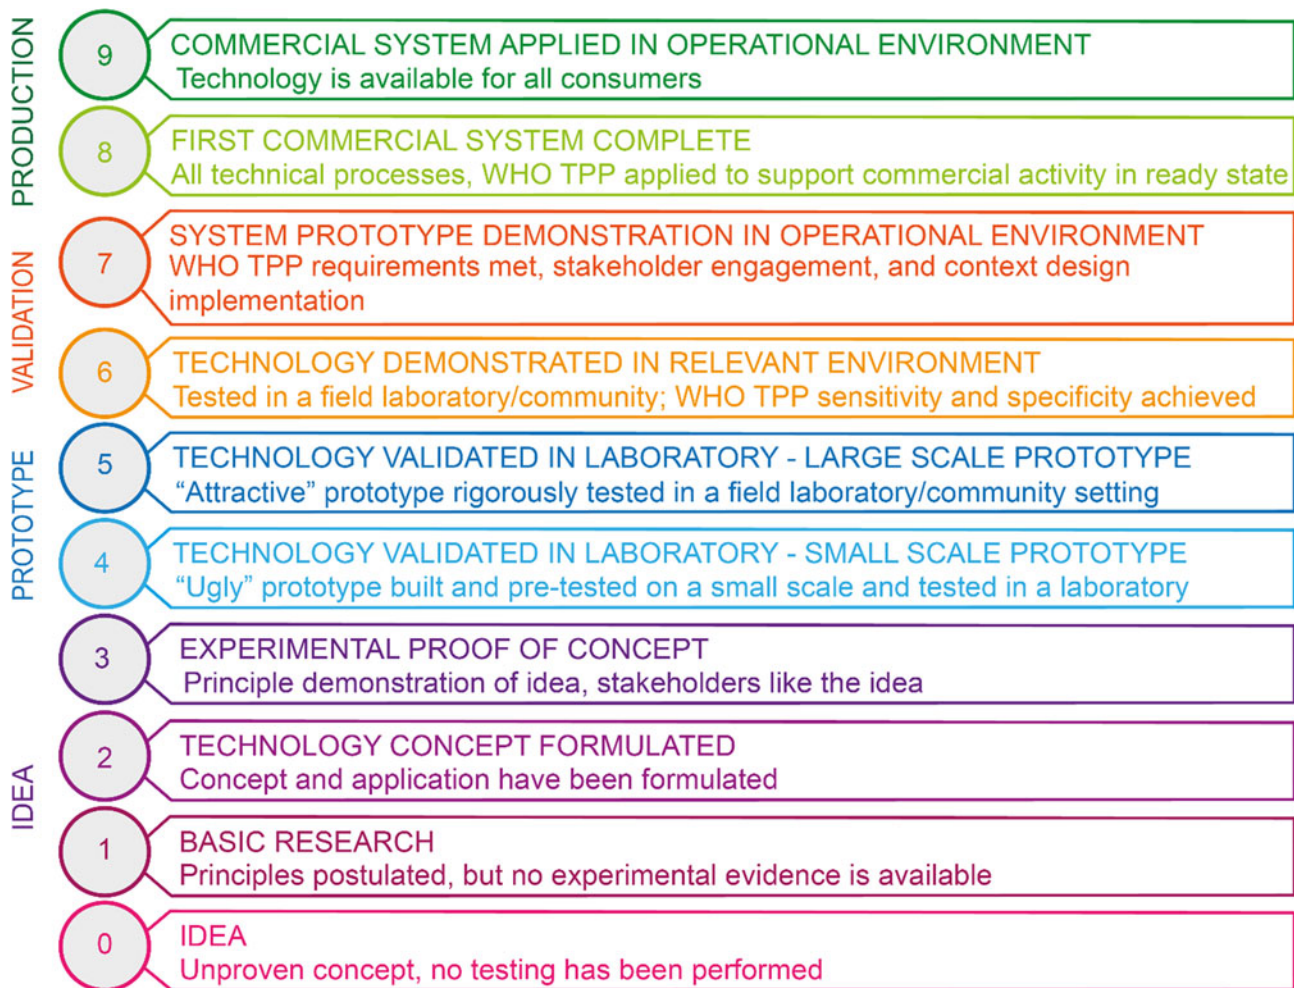 PRODUCTION
9
COMMERCIAL SYSTEM APPLIED IN OPERATIONAL ENVIRONMENT
Technology is available for all consumers
8
FIRST COMMERCIAL SYSTEM COMPLETE
All technical processes, WHO TPP applied to support commercial activity in ready state
VALIDATION
7
SYSTEM PROTOTYPE DEMONSTRATION IN OPERATIONAL ENVIRONMENT
WHO TPP requirements met, stakeholder engagement, and context design
implementation
6
TECHNOLOGY DEMONSTRATED IN RELEVANT ENVIRONMENT
Tested in a field laboratory/community; WHO TPP sensitivity and specificity achieved
PROTOTYPE
5
TECHNOLOGY VALIDATED IN LABORATORY - LARGE SCALE PROTOTYPE
“Attractive” prototype rigorously tested in a field laboratory/community setting
4
TECHNOLOGY VALIDATED IN LABORATORY - SMALL SCALE PROTOTYPE
“Ugly” prototype built and pre-tested on a small scale and tested in a laboratory
IDEA
3
EXPERIMENTAL PROOF OF CONCEPT
Principle demonstration of idea, stakeholders like the idea
2
TECHNOLOGY CONCEPT FORMULATED
Concept and application have been formulated
1
BASIC RESEARCH
Principles postulated, but no experimental evidence is available
0
IDEA
Unproven concept, no testing has been performed